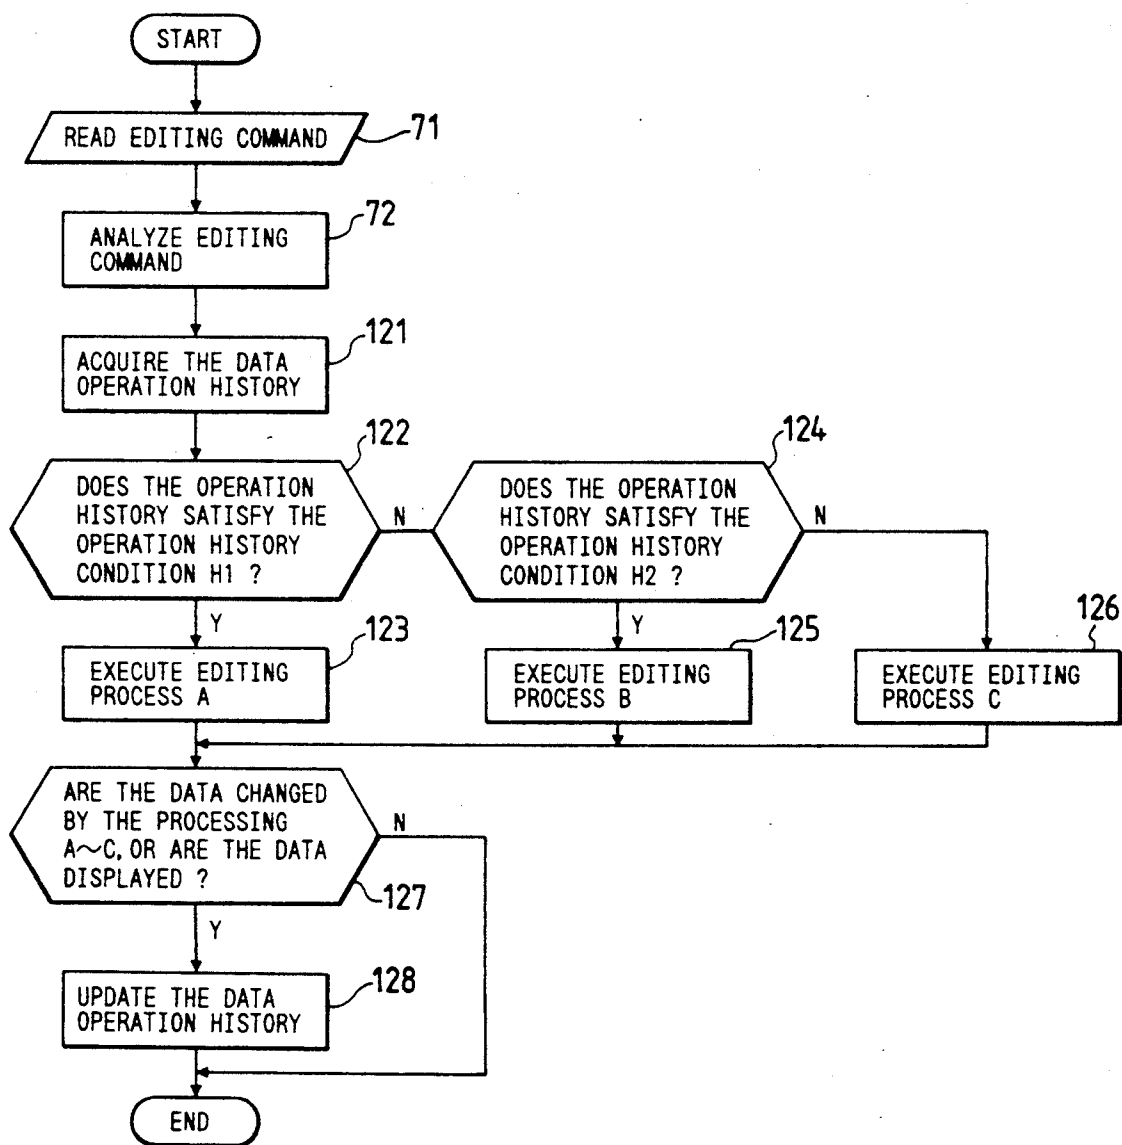 START
READ EDITING COMMAND
71
72
ANALYZE EDITING
COMMAND
121
ACQUIRE THE DATA
OPERATION HISTORY
122
DOES THE OPERATION
HISTORY SATISFY THE
OPERATION HISTORY
CONDITION H1 ?
N
124
DOES THE OPERATION
HISTORY SATISFY THE
OPERATION HISTORY
CONDITION H2 ?
N
Y
123
EXECUTE EDITING
PROCESS A
Y
125
EXECUTE EDITING
PROCESS B
126
EXECUTE EDITING
PROCESS C
ARE THE DATA CHANGED
BY THE PROCESSING
A~C, OR ARE THE DATA
DISPLAYED ?
N
127
Y
128
UPDATE THE DATA
OPERATION HISTORY
END